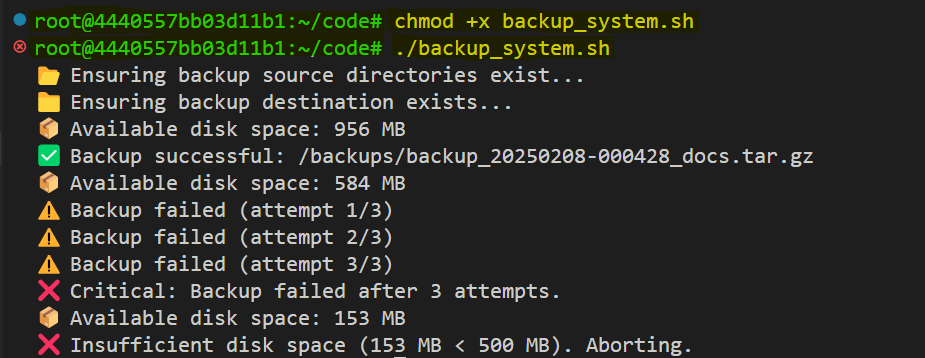 root@4440557bb03d11b1:~/code# chmod +x backup_system.sh
root@4440557bb03d11b1:~/code# ./backup_system.sh
📂 Ensuring backup source directories exist...
📁 Ensuring backup destination exists...
📦 Available disk space: 956 MB
✅ Backup successful: /backups/backup_20250208-000428_docs.tar.gz
📦 Available disk space: 584 MB
⚠️ Backup failed (attempt 1/3)
⚠️ Backup failed (attempt 2/3)
⚠️ Backup failed (attempt 3/3)
❌ Critical: Backup failed after 3 attempts.
📦 Available disk space: 153 MB
❌ Insufficient disk space (153 MB < 500 MB). Aborting.